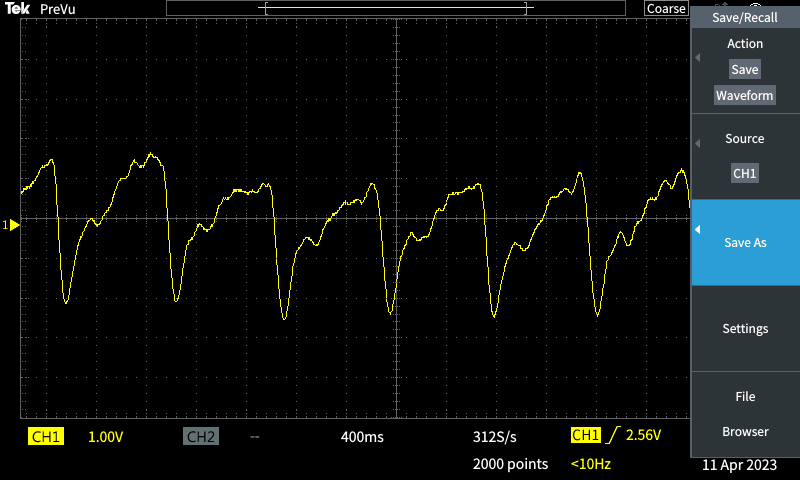 Tek PreVu Coarse
Save/Recall
Action
Save
Waveform
Source
CH1
Save As
Settings
File
Browser
1
CH1 1.00V CH2 -- 400ms 312S/s CH1 2.56V
2000 points <10Hz 11 Apr 2023